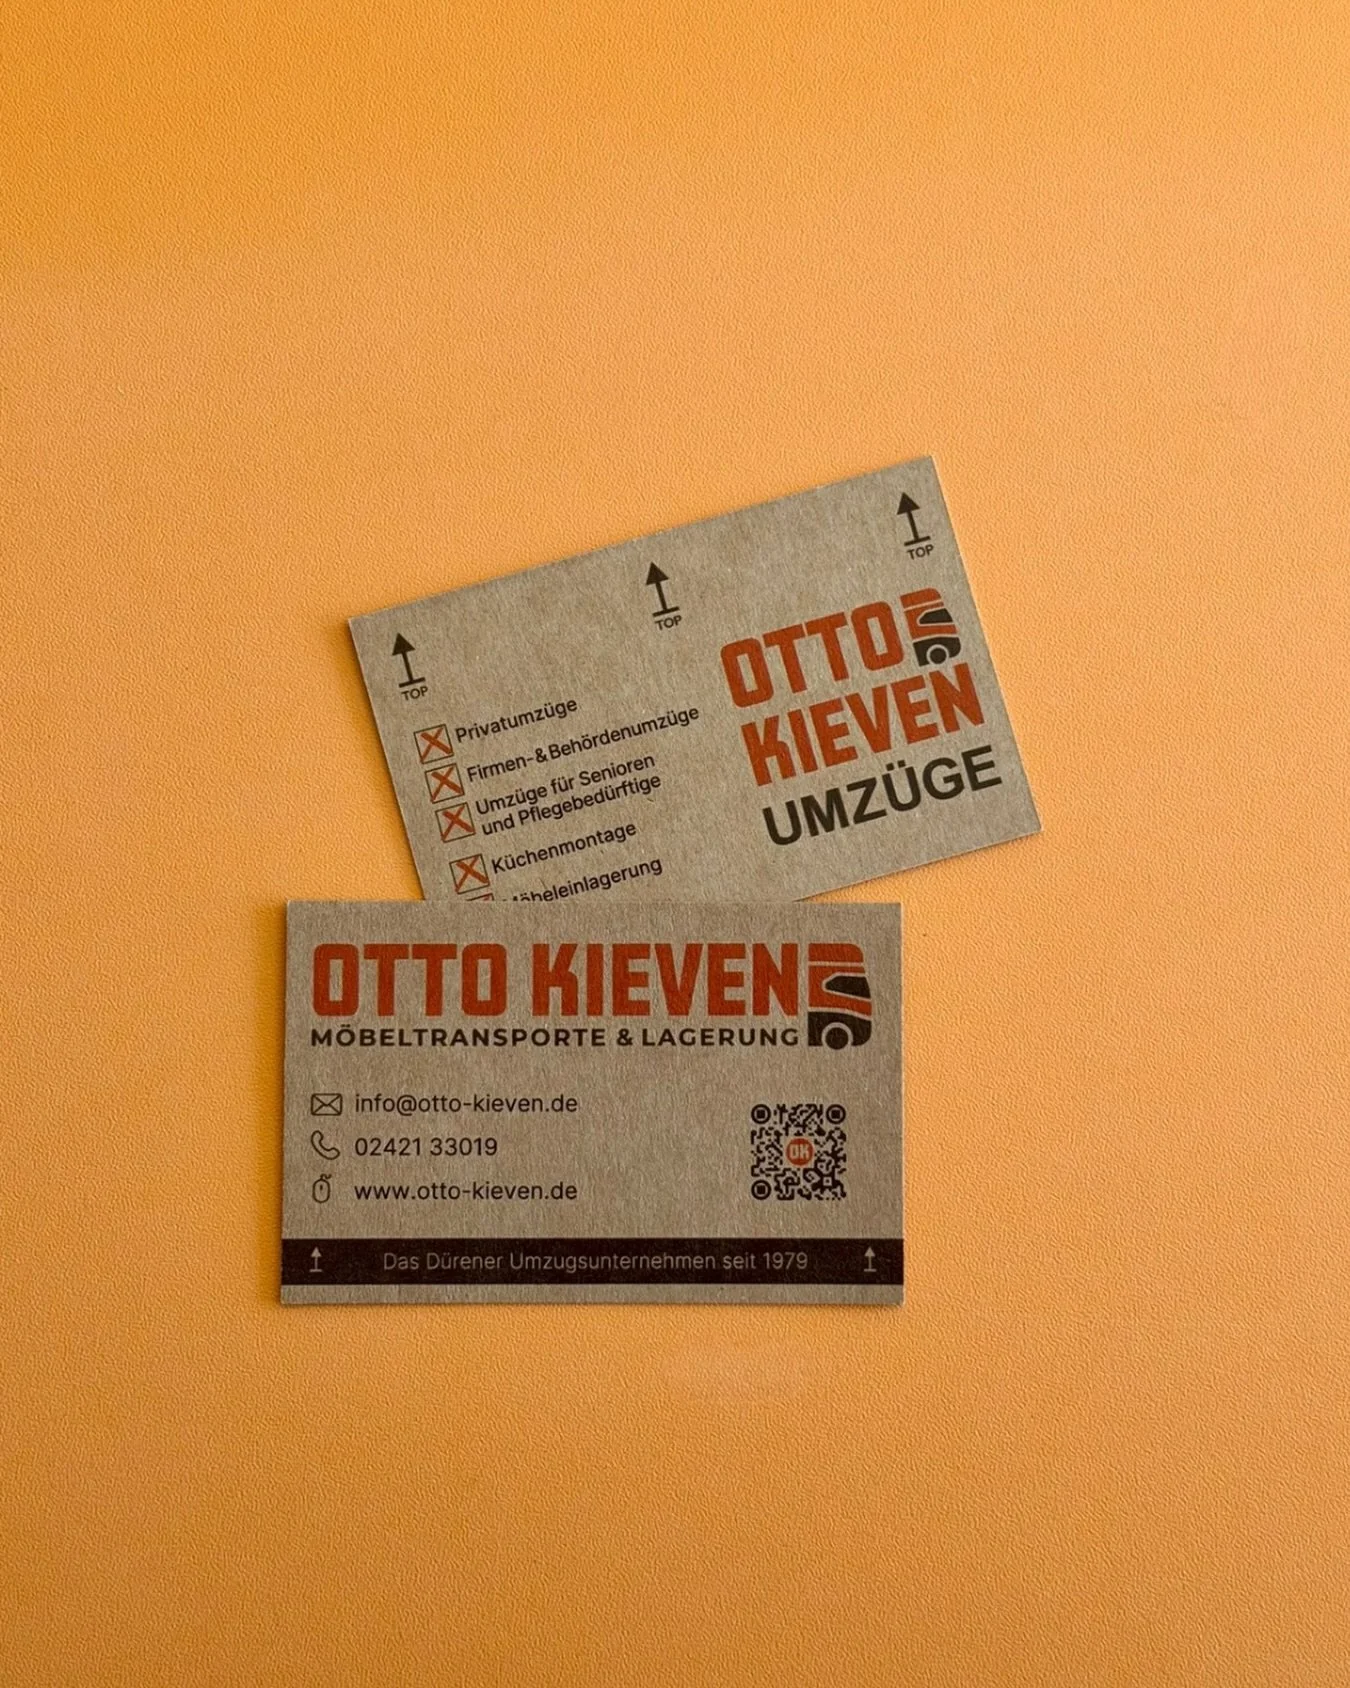 TOP
TOP
TOP
Privatumzüge
Firmen-& Behördenumzüge
Umzüge für Senioren
und Pflegebedürftige
Küchenmontage
Möbeleinlagerung
OTTO
KIEVEN
UMZÜGE
OTTO KIEVEN
MÖBELTRANSPORTE & LAGERUNG
info@otto-kieven.de
02421 33019
www.otto-kieven.de
OK
Das Dürener Umzugsunternehmen seit 1979